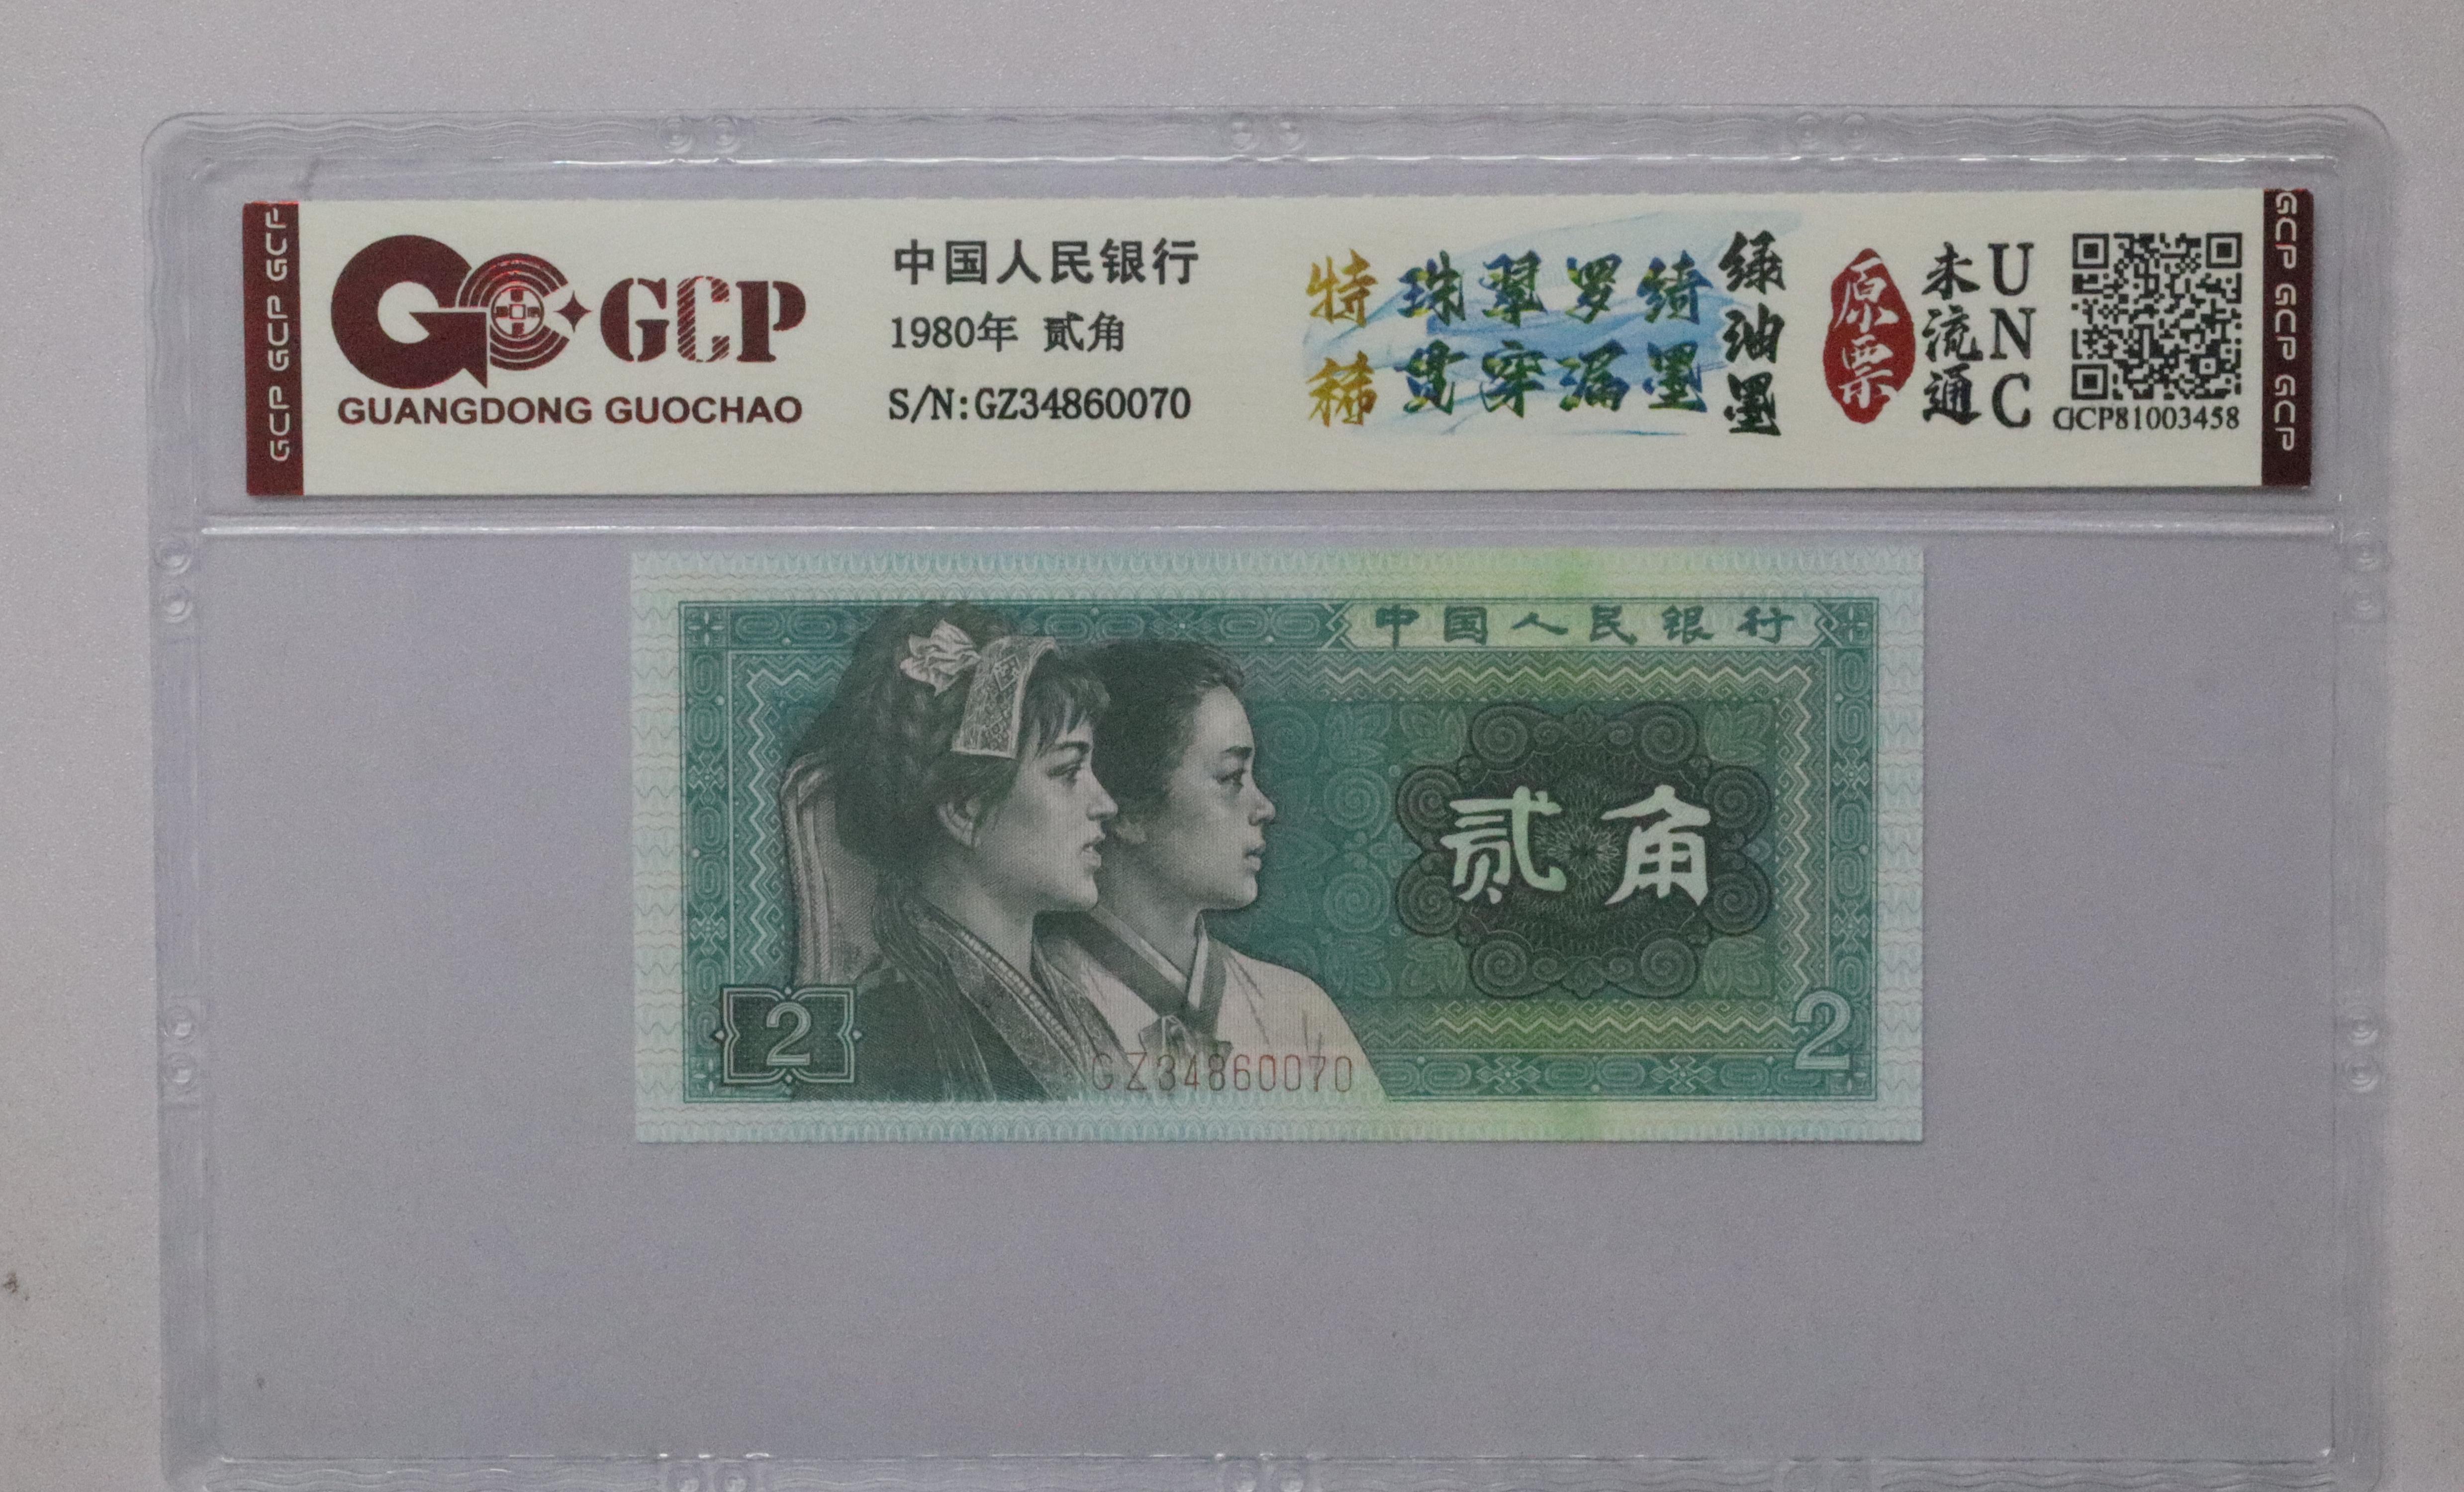 GCP GCP GCP
GCP
GUANGDONG GUOCHAO
中国人民银行
1980年 贰角
S/N:GZ34860070
特稀
珠翠罗绮
贯穿漏墨
绿油墨
原票
未流通
UNC
GCP81003458
GCP GCP GCP
中国人民银行
贰角
2
GZ34860070
2